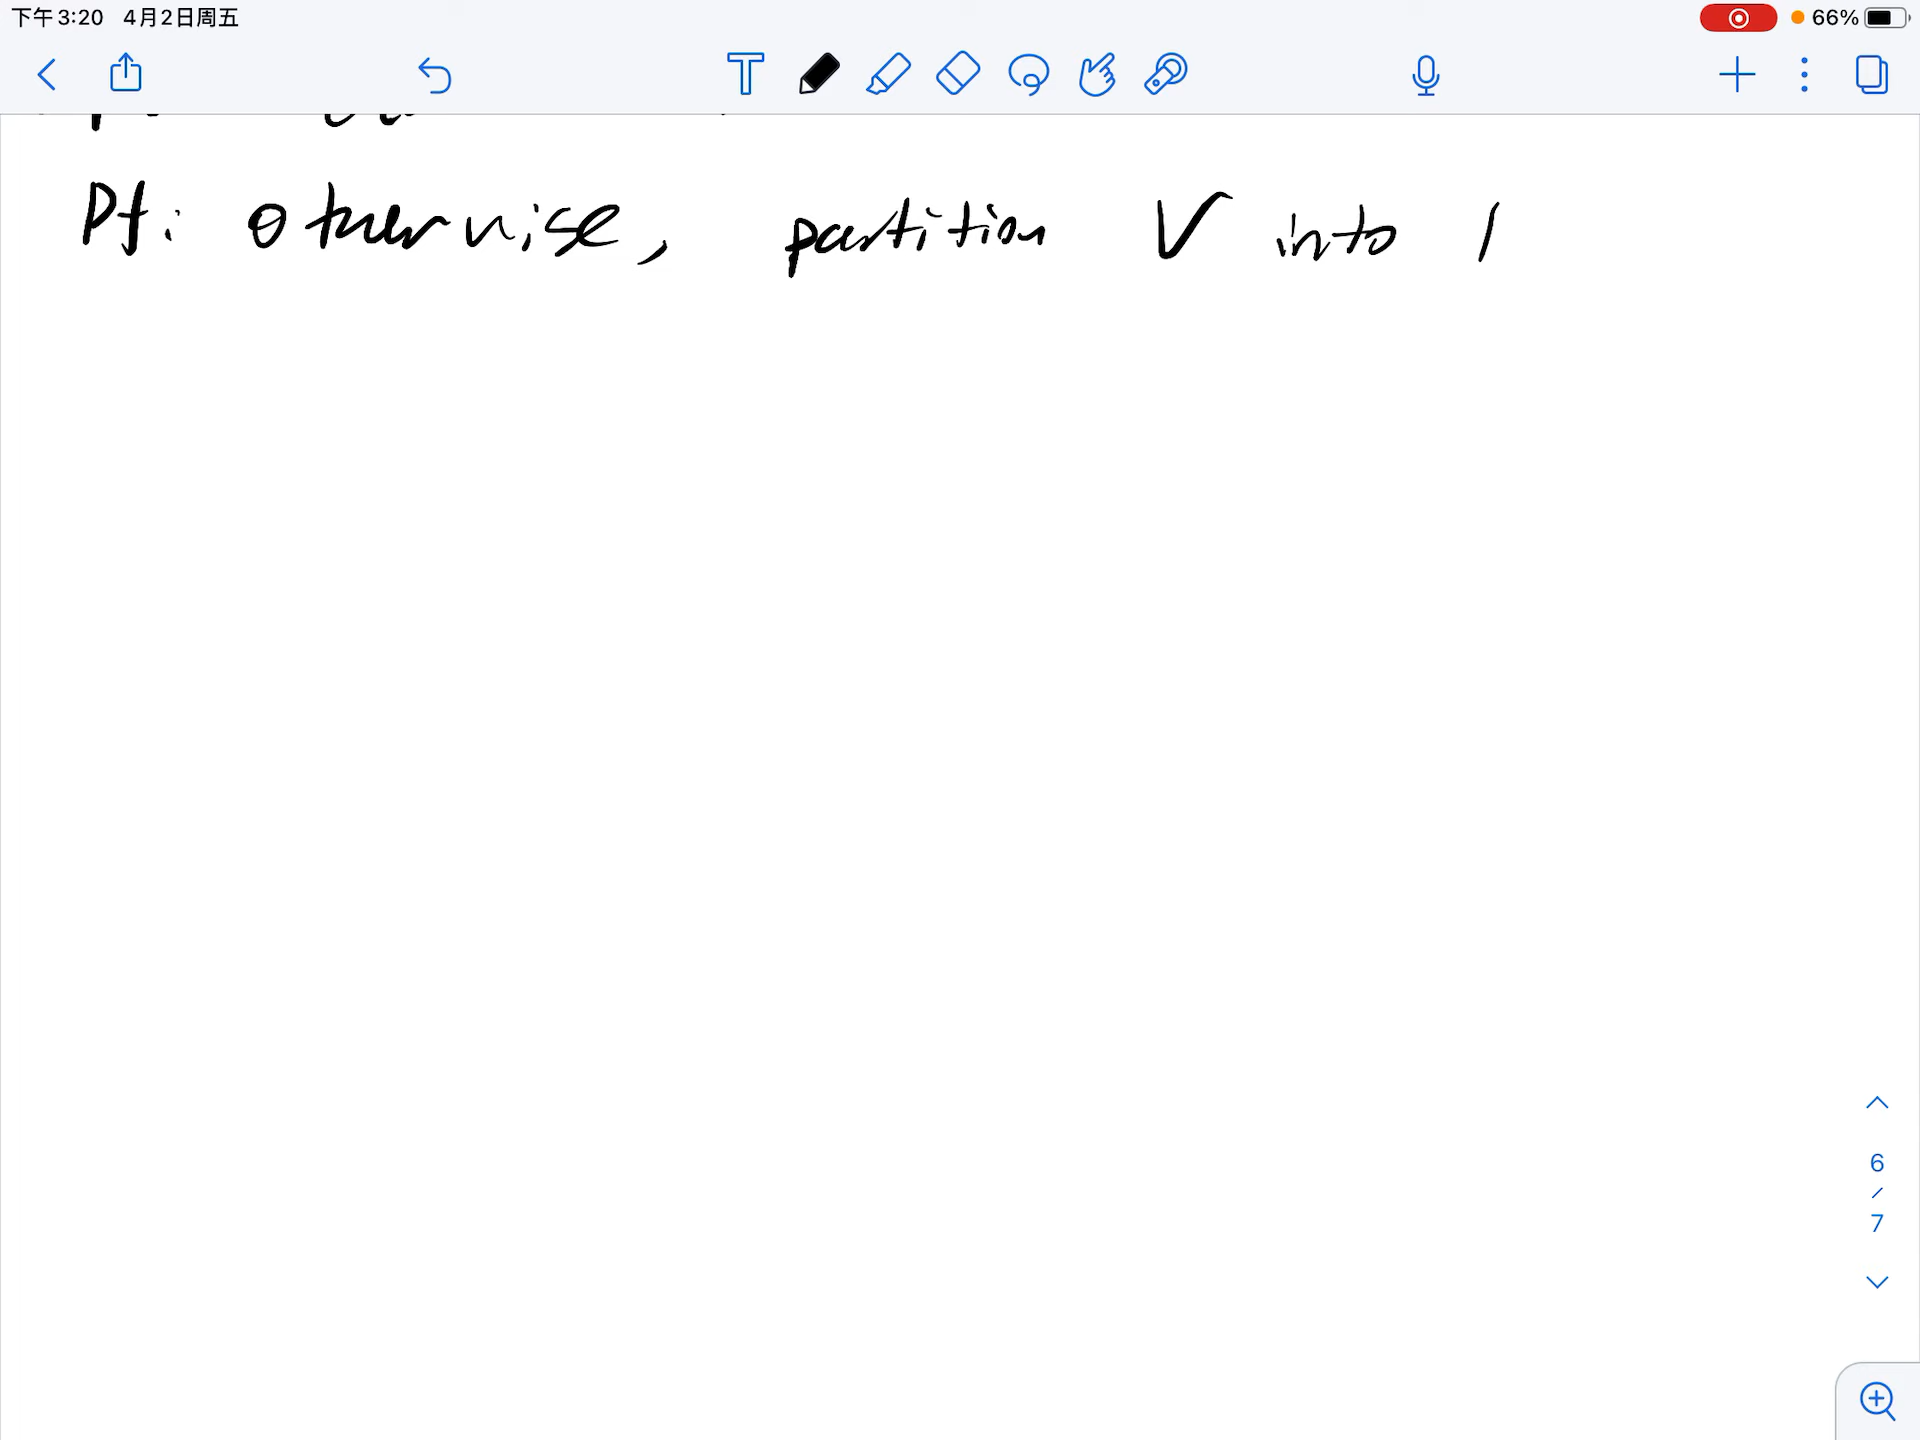 下午3:20 4月2日周五
66%
T
Pf: otherwise, partition V into
6
/
7